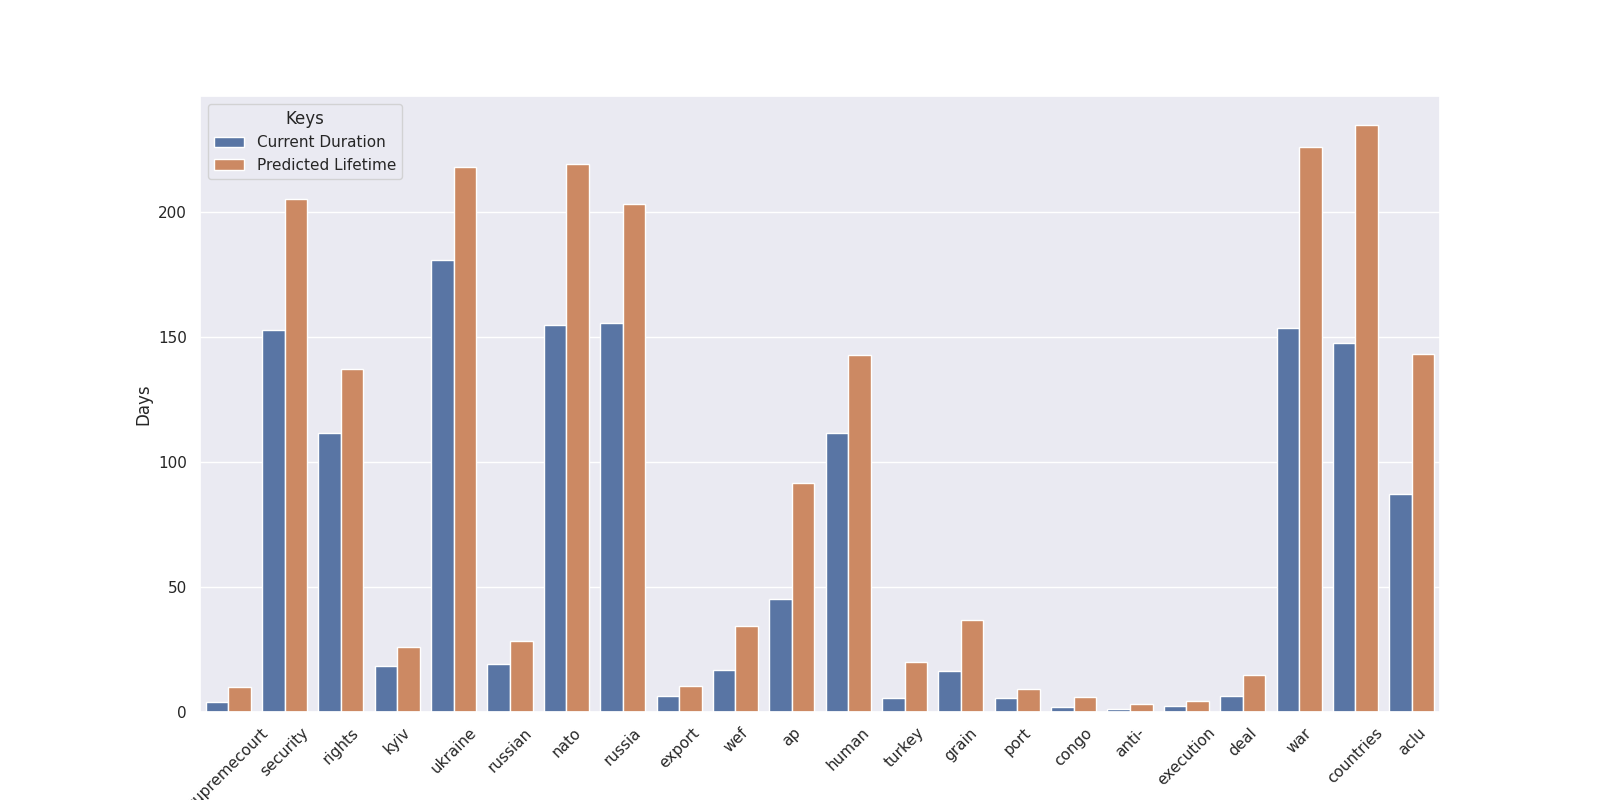 Keys
Current Duration
Predicted Lifetime
Days
200
150
100
50
0
upremecourt
security
rights
kyiv
ukraine
russian
nato
russia
export
wef
ap
human
turkey
grain
port
congo
anti-
execution
deal
war
countries
aclu